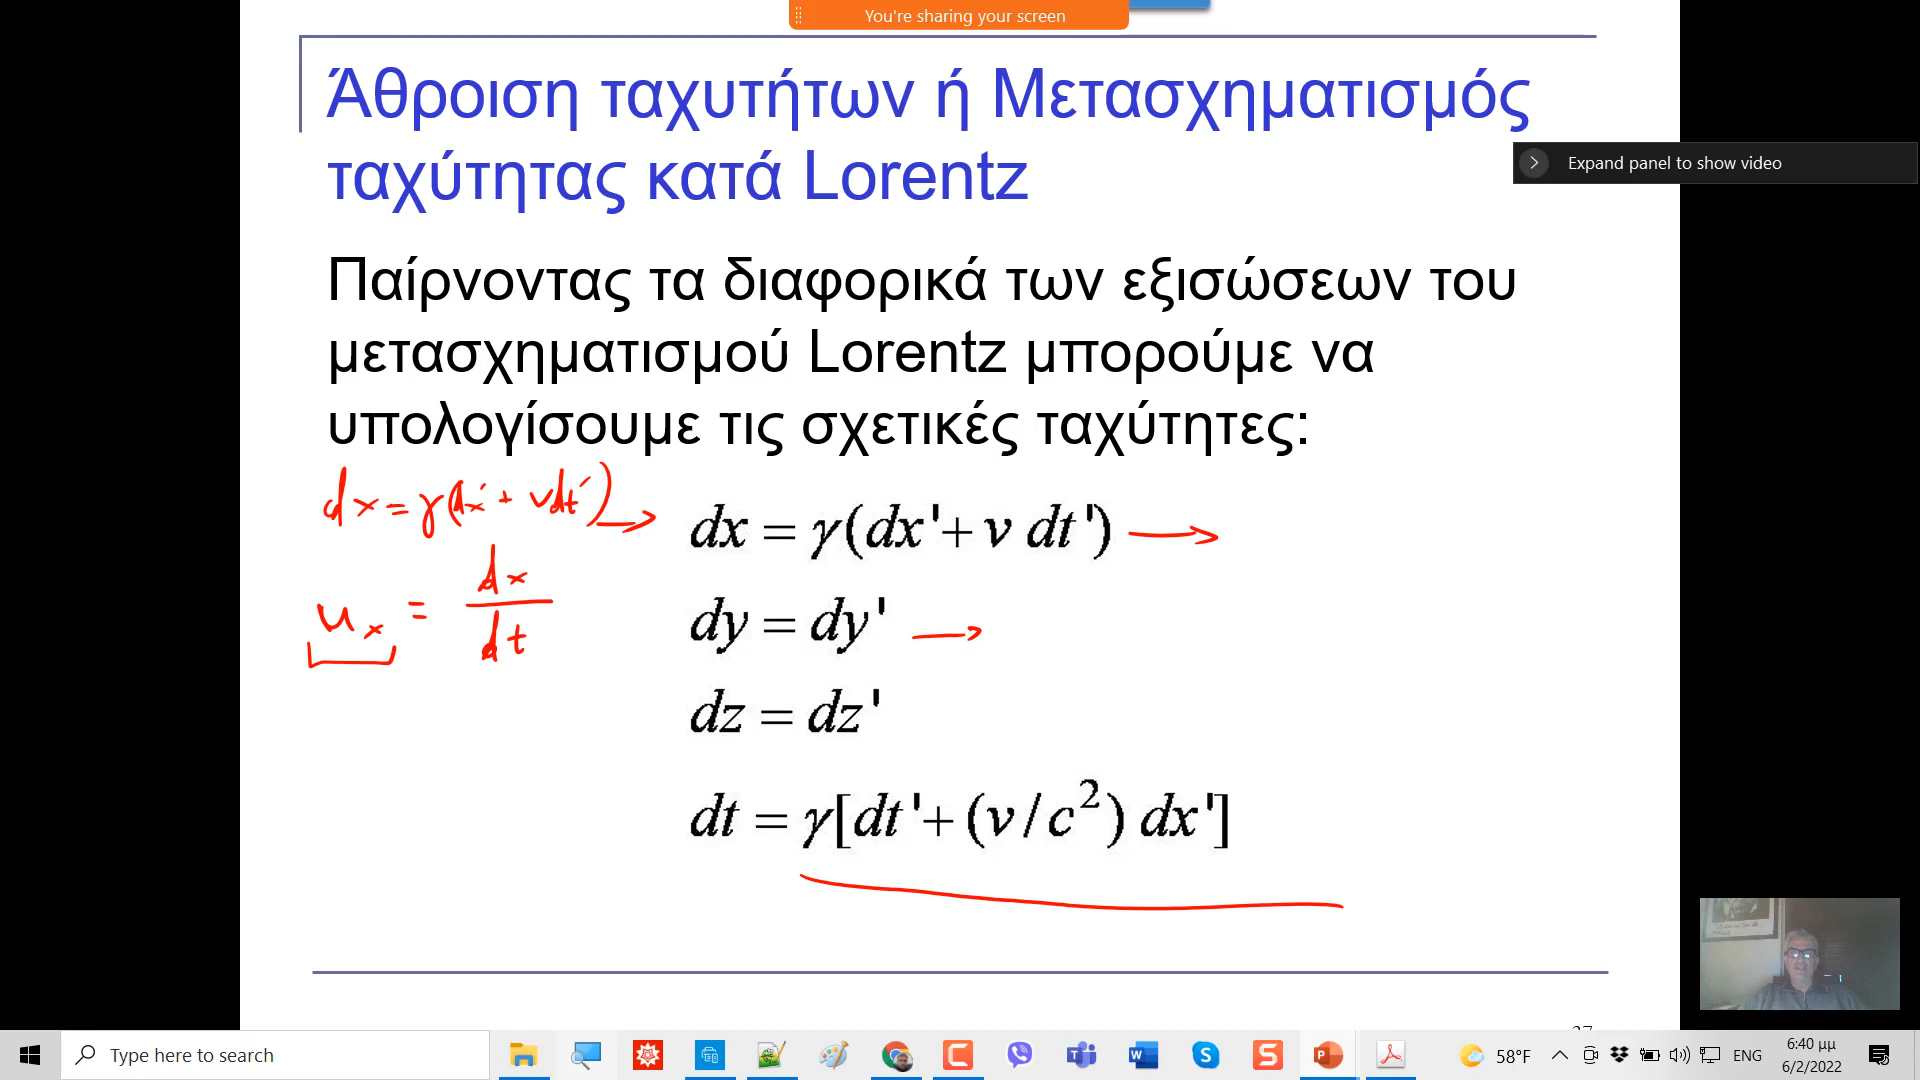 You're sharing your screen
Άθροιση ταχυτήτων ή Μετασχηματισμός
ταχύτητας κατά Lorentz
Expand panel to show video
Παίρνοντας τα διαφορικά των εξισώσεων του
μετασχηματισμού Lorentz μπορούμε να
υπολογίσουμε τις σχετικές ταχύτητες:
dx = γ(dx' + vdt')
dx = γ(dx'+ v dt')
u_x = dx/dt
dy = dy'
dz = dz'
dt = γ[dt'+ (v/c²) dx']
Type here to search
58°F
ENG
6:40 μμ
6/2/2022